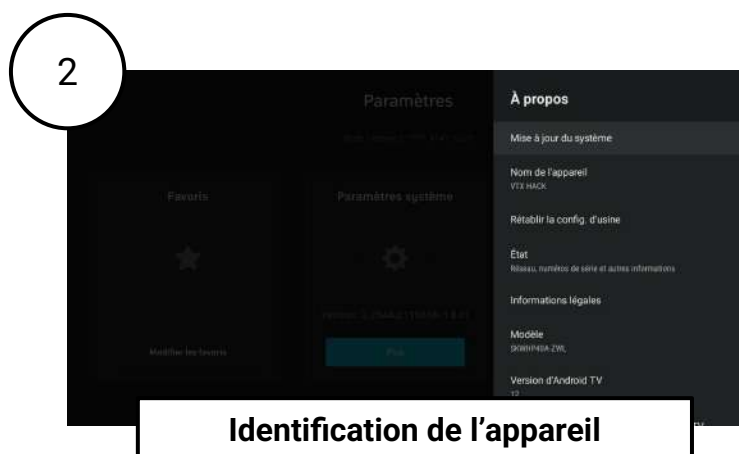 2
Paramètres
À propos
Mise à jour du système
Nom de l'appareil
VTX HACK
Favoris
Paramètres système
Rétablir la config. d'usine
État
Réseau, numéros de série et autres informations
Informations légales
Modifier les favoris
Plus
Modèle
Version d'Android TV
12
Identification de l'appareil